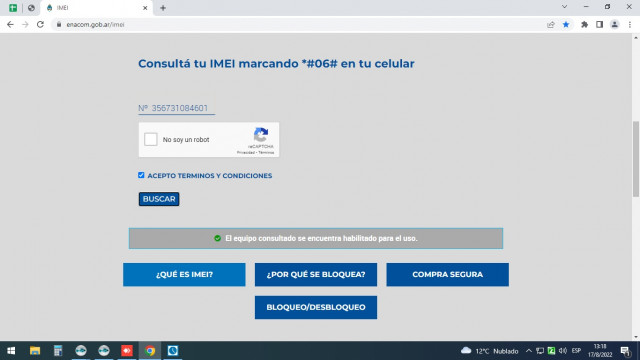 IMEI
enacom.gob.ar/imei
Consultá tu IMEI marcando *#06# en tu celular
Nº 356731084601
No soy un robot
reCAPTCHA
Privacidad - Términos
ACEPTO TERMINOS Y CONDICIONES
BUSCAR
El equipo consultado se encuentra habilitado para el uso.
¿QUÉ ES IMEI?
¿POR QUÉ SE BLOQUEA?
COMPRA SEGURA
BLOQUEO/DESBLOQUEO
12°C Nublado
ESP
13:18
17/8/2022